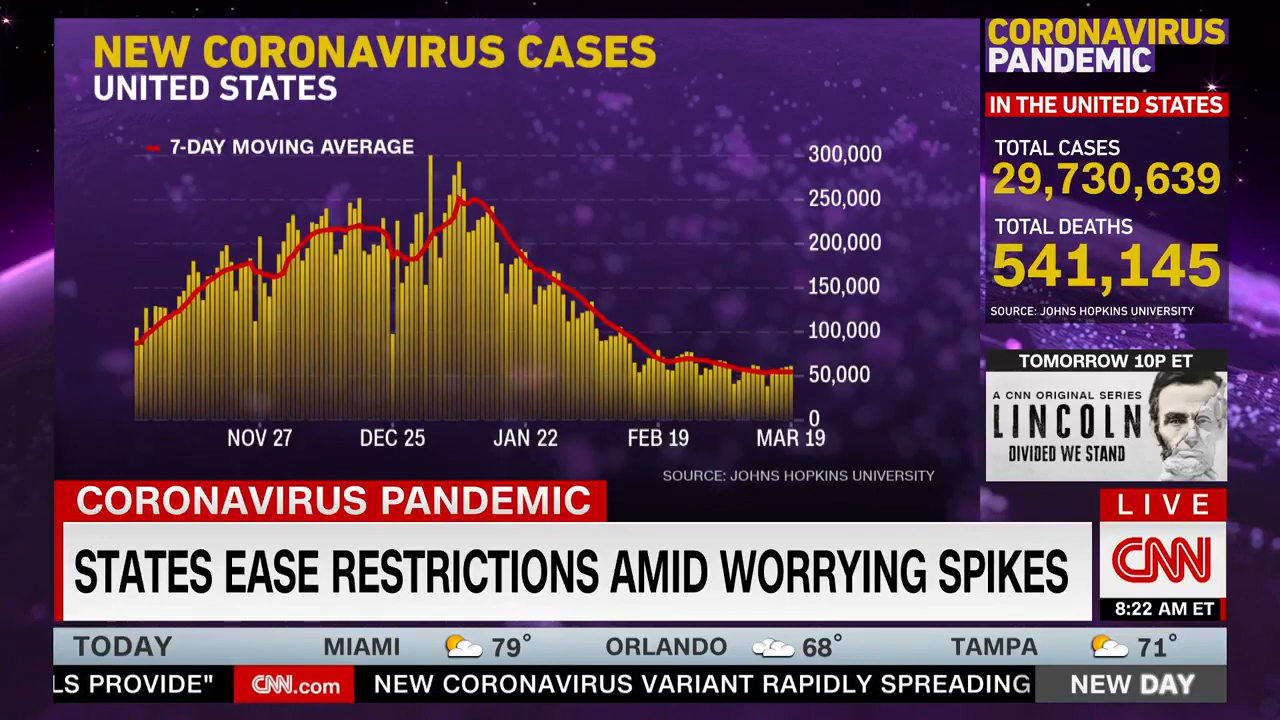 NEW CORONAVIRUS CASES
UNITED STATES
7-DAY MOVING AVERAGE
300,000
250,000
200,000
150,000
100,000
50,000
0
NOV 27 DEC 25 JAN 22 FEB 19 MAR 19
SOURCE: JOHNS HOPKINS UNIVERSITY
CORONAVIRUS
PANDEMIC
IN THE UNITED STATES
TOTAL CASES
29,730,639
TOTAL DEATHS
541,145
SOURCE: JOHNS HOPKINS UNIVERSITY
TOMORROW 10P ET
A CNN ORIGINAL SERIES
LINCOLN
DIVIDED WE STAND
CORONAVIRUS PANDEMIC
STATES EASE RESTRICTIONS AMID WORRYING SPIKES
LIVE
CNN
8:22 AM ET
TODAY MIAMI 79° ORLANDO 68° TAMPA 71°
LS PROVIDE" CNN.com NEW CORONAVIRUS VARIANT RAPIDLY SPREADING NEW DAY